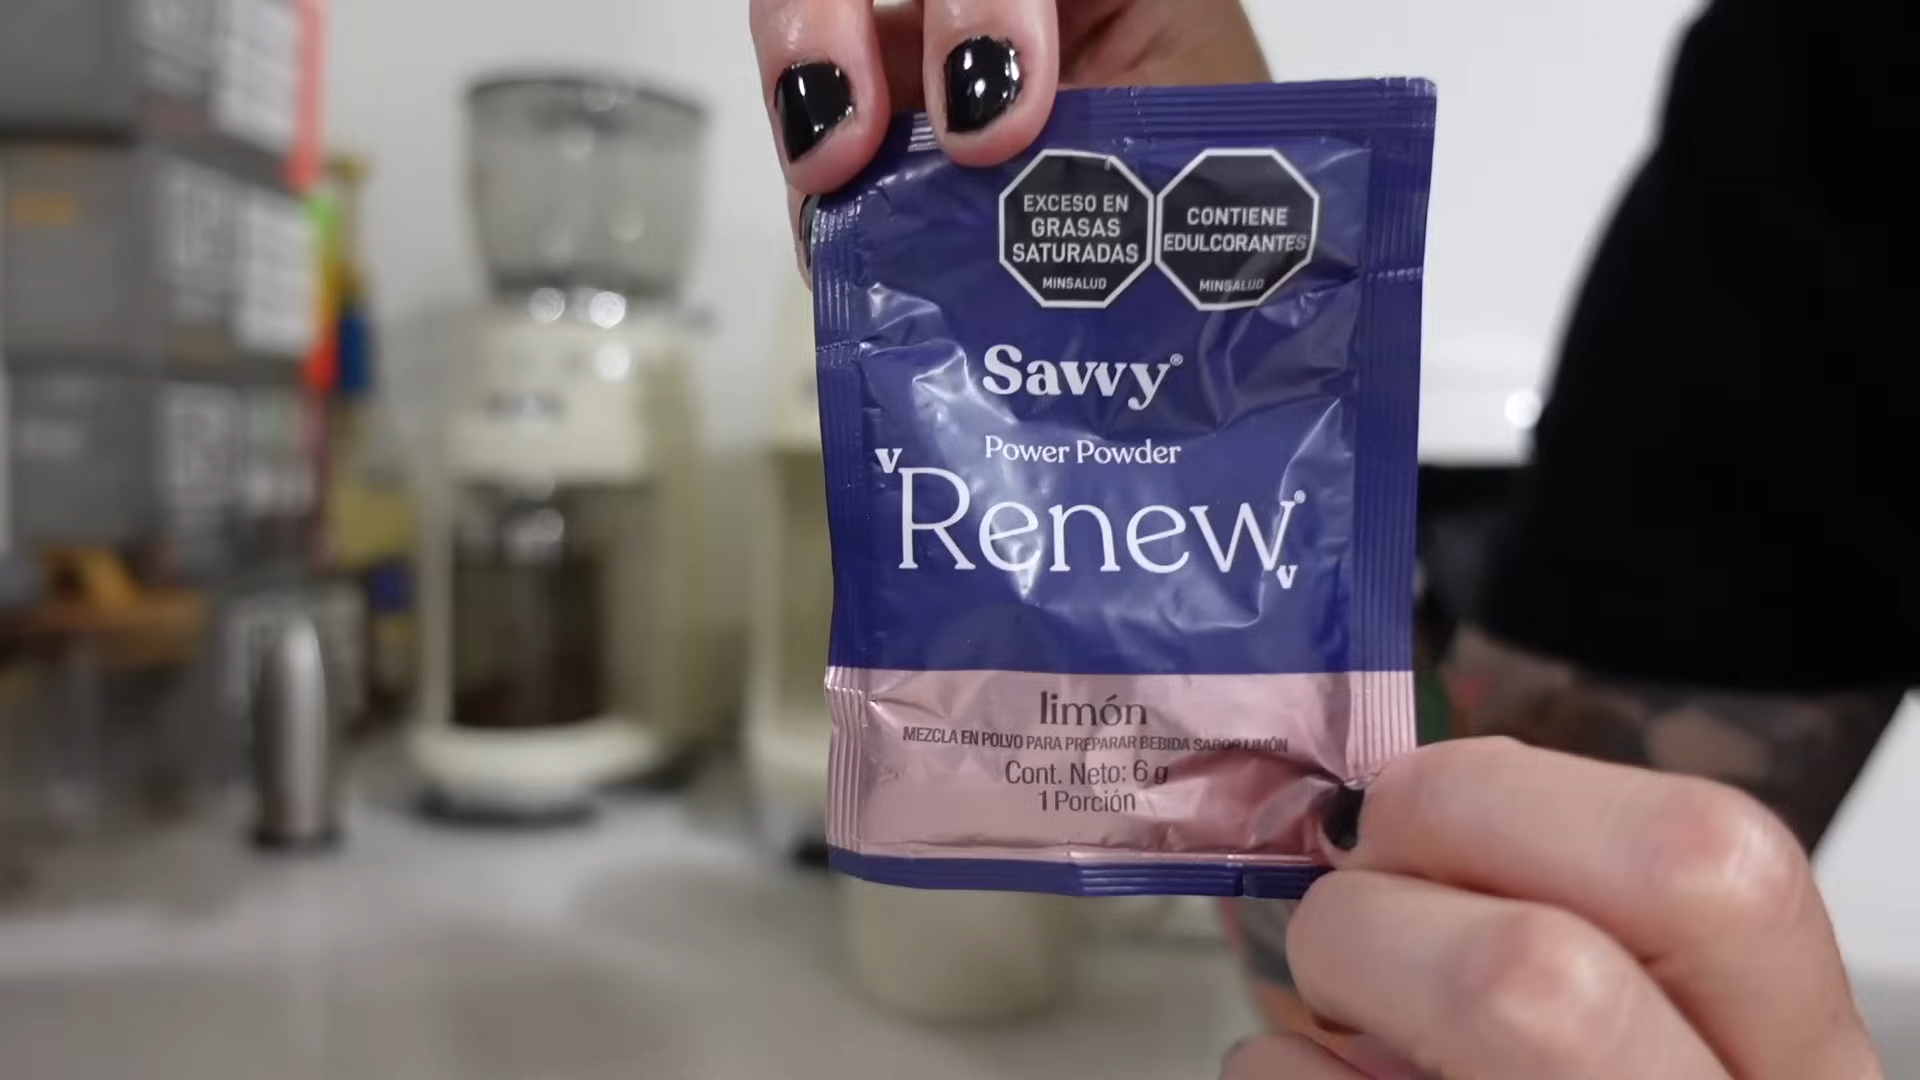 EXCESO EN
GRASAS
SATURADAS
MINSALUD
CONTIENE
EDULCORANTES
MINSALUD
Savvy®
Power Powder
v
Renew®
v
limón
MEZCLA EN POLVO PARA PREPARAR BEBIDA SABOR LIMÓN
Cont. Neto: 6 g
1 Porción